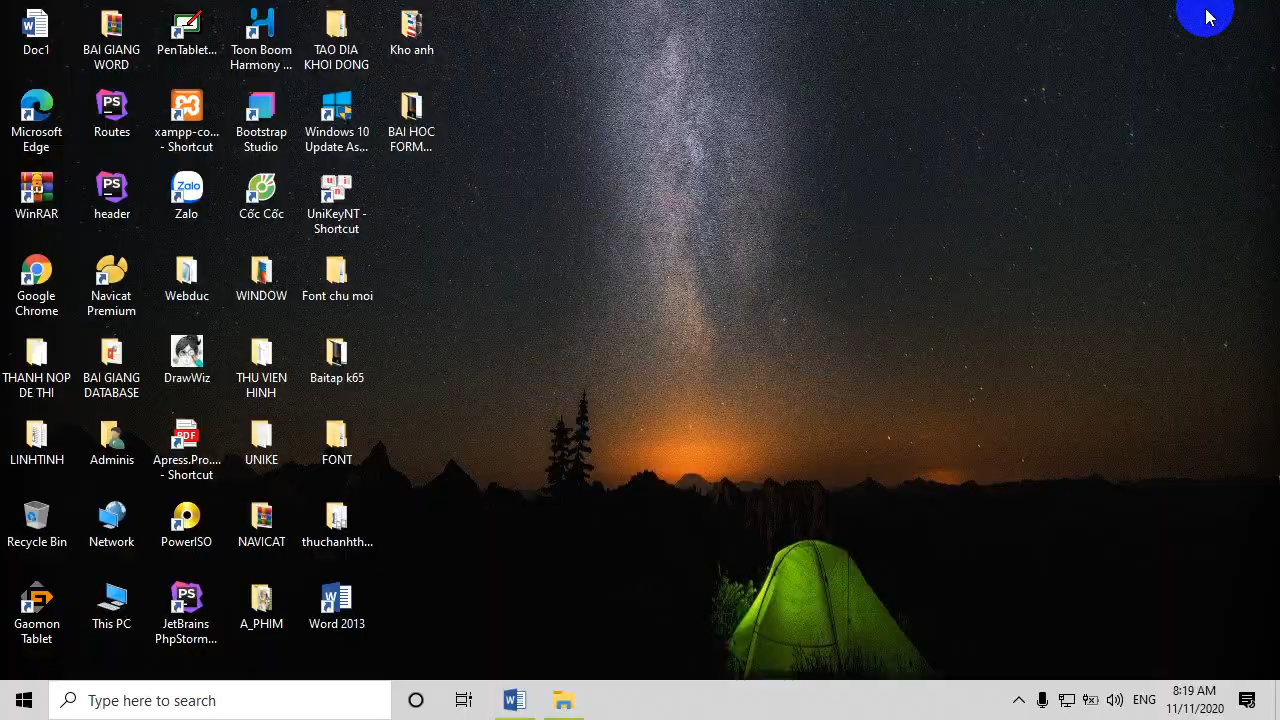 Doc1
BAI GIANG
WORD
PenTablet...
Toon Boom
Harmony ...
TAO DIA
KHOI DONG
Kho anh
Microsoft
Edge
Routes
xampp-co...
- Shortcut
Bootstrap
Studio
Windows 10
Update As...
BAI HOC
FORM...
WinRAR
header
Zalo
Zalo
Cốc Cốc
UniKeyNT -
Shortcut
Google
Chrome
Navicat
Premium
Webduc
WINDOW
Font chu moi
THANH NOP
DE THI
BAI GIANG
DATABASE
DrawWiz
THU VIEN
HINH
Baitap k65
LINHTINH
Adminis
PDF
Apress.Pro....
- Shortcut
UNIKE
FONT
Recycle Bin
Network
PowerISO
NAVICAT
thuchanhth...
Gaomon
Tablet
This PC
JetBrains
PhpStorm...
A_PHIM
Word 2013
Type here to search
ENG
8:19 AM
11/11/2020